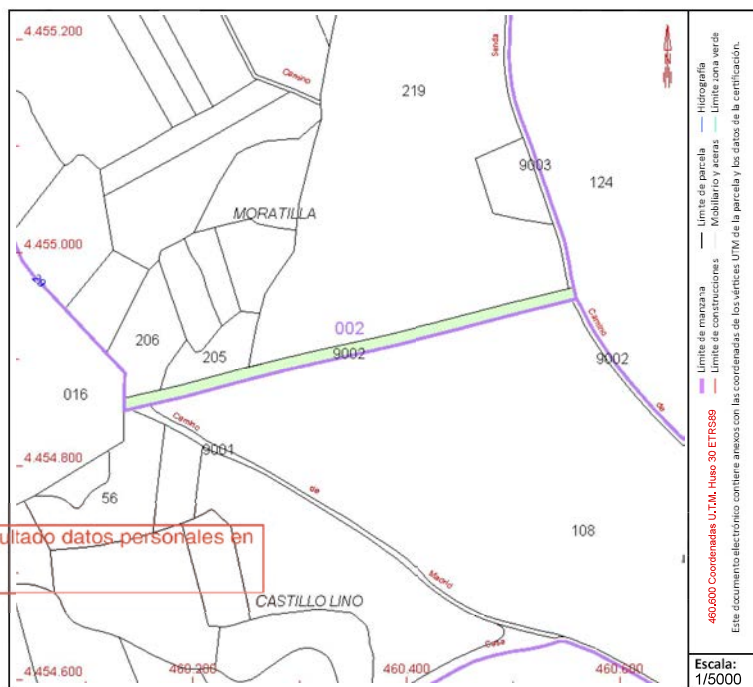 4.455.200
Camino
Senda
219
9003
124
MORATILLA
4.455.000
29
002
206
205
9002
Camino
9002
de
016
Camino
9001
4.454.800
de
56
108
ultado datos personales en
Madrid
CASTILLO LINO
Casa
4.454.600
460.200
460.400
460.600
460.600 Coordenadas U.T.M. Huso 30 ETRS89
Límite de manzana
Límite de parcela
Hidrografía
Límite de construcciones
Mobiliario y aceras
Límite zona verde
Este documento electrónico contiene anexos con las coordenadas de los vértices UTM de la parcela y los datos de la certificación.
Escala:
1/5000